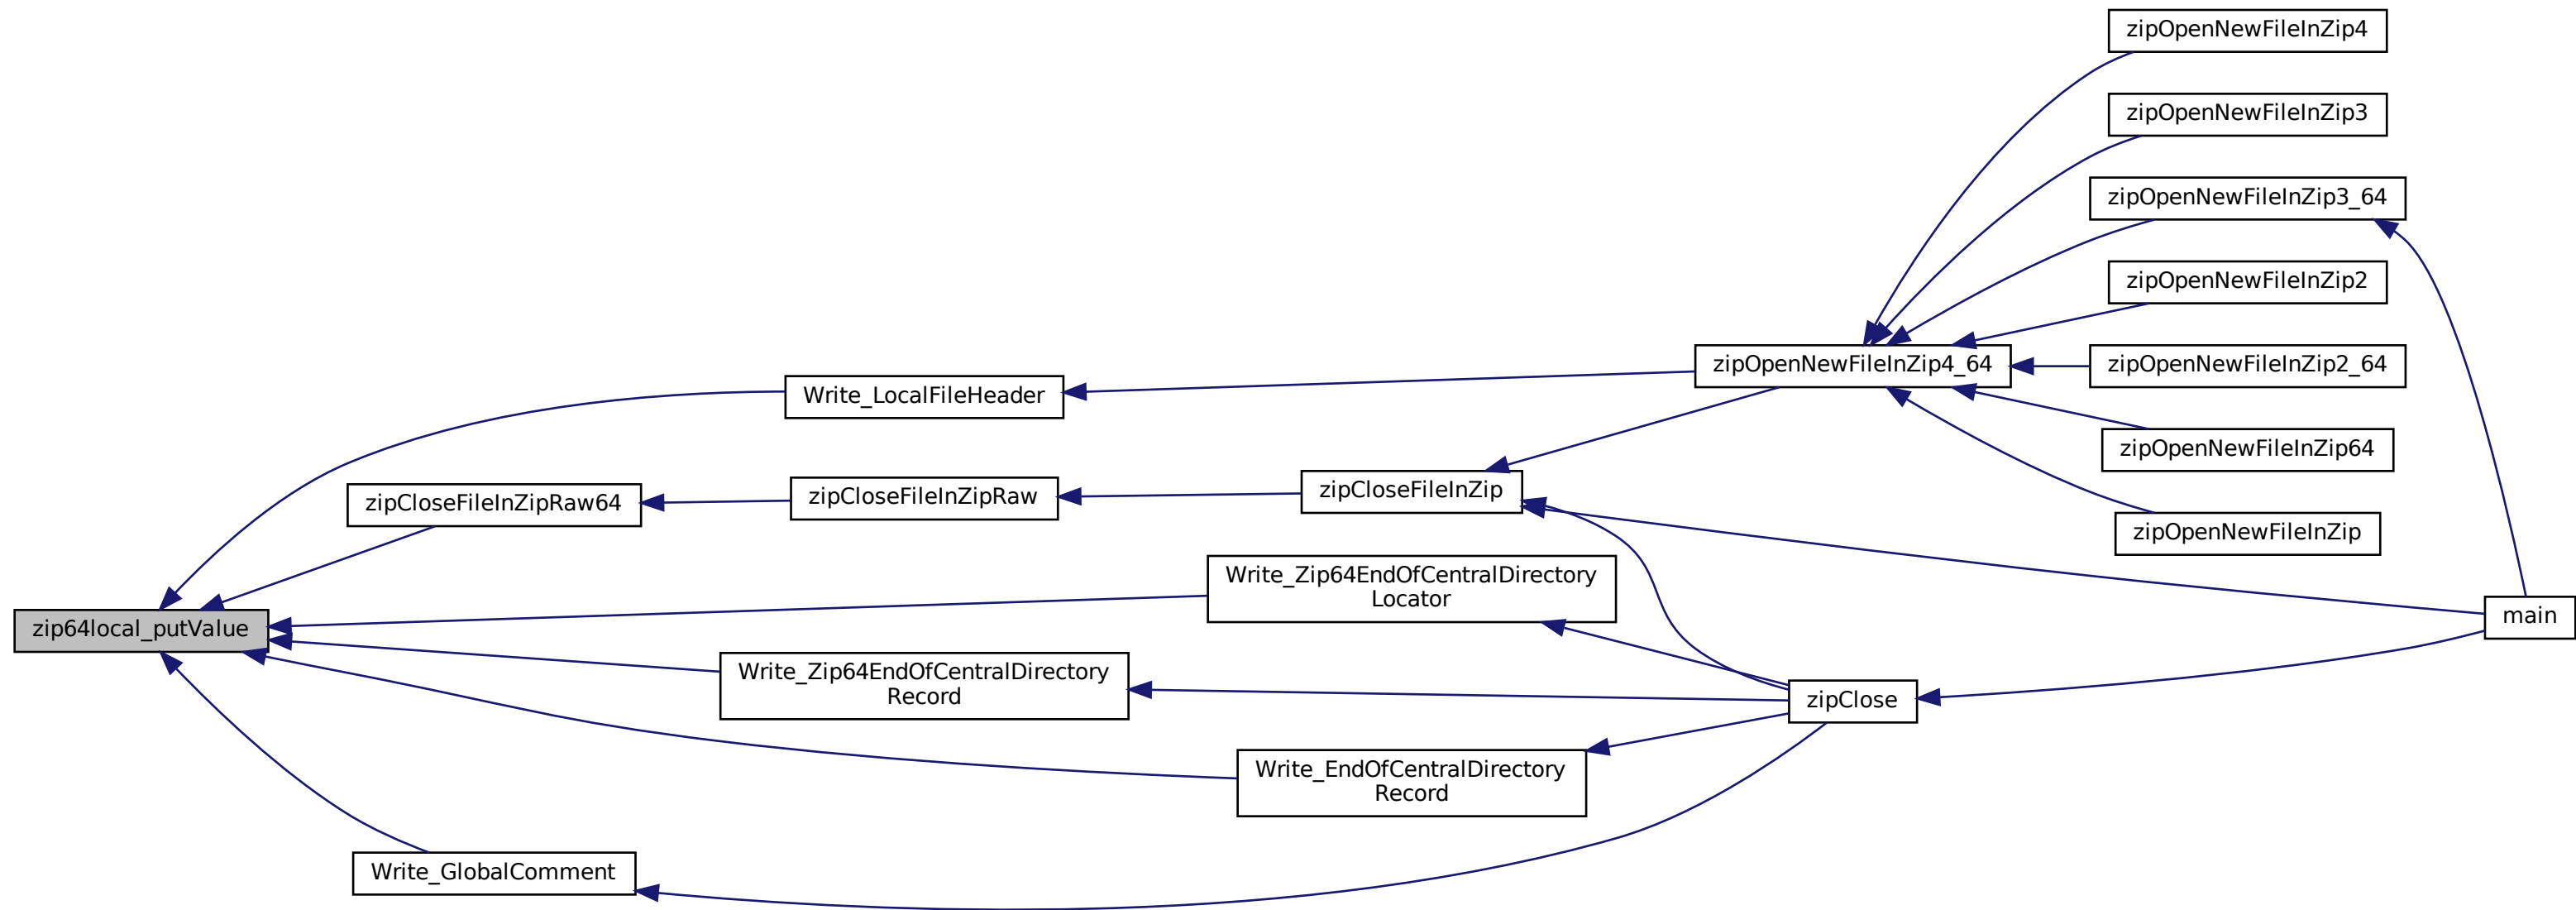 zipOpenNewFileInZip4
zipOpenNewFileInZip3
zipOpenNewFileInZip3_64
zipOpenNewFileInZip2
zipOpenNewFileInZip4_64
zipOpenNewFileInZip2_64
Write_LocalFileHeader
zipOpenNewFileInZip64
zipCloseFileInZipRaw64
zipCloseFileInZipRaw
zipCloseFileInZip
zipOpenNewFileInZip
Write_Zip64EndOfCentralDirectory
Locator
zip64local_putValue
main
Write_Zip64EndOfCentralDirectory
Record
zipClose
Write_EndOfCentralDirectory
Record
Write_GlobalComment